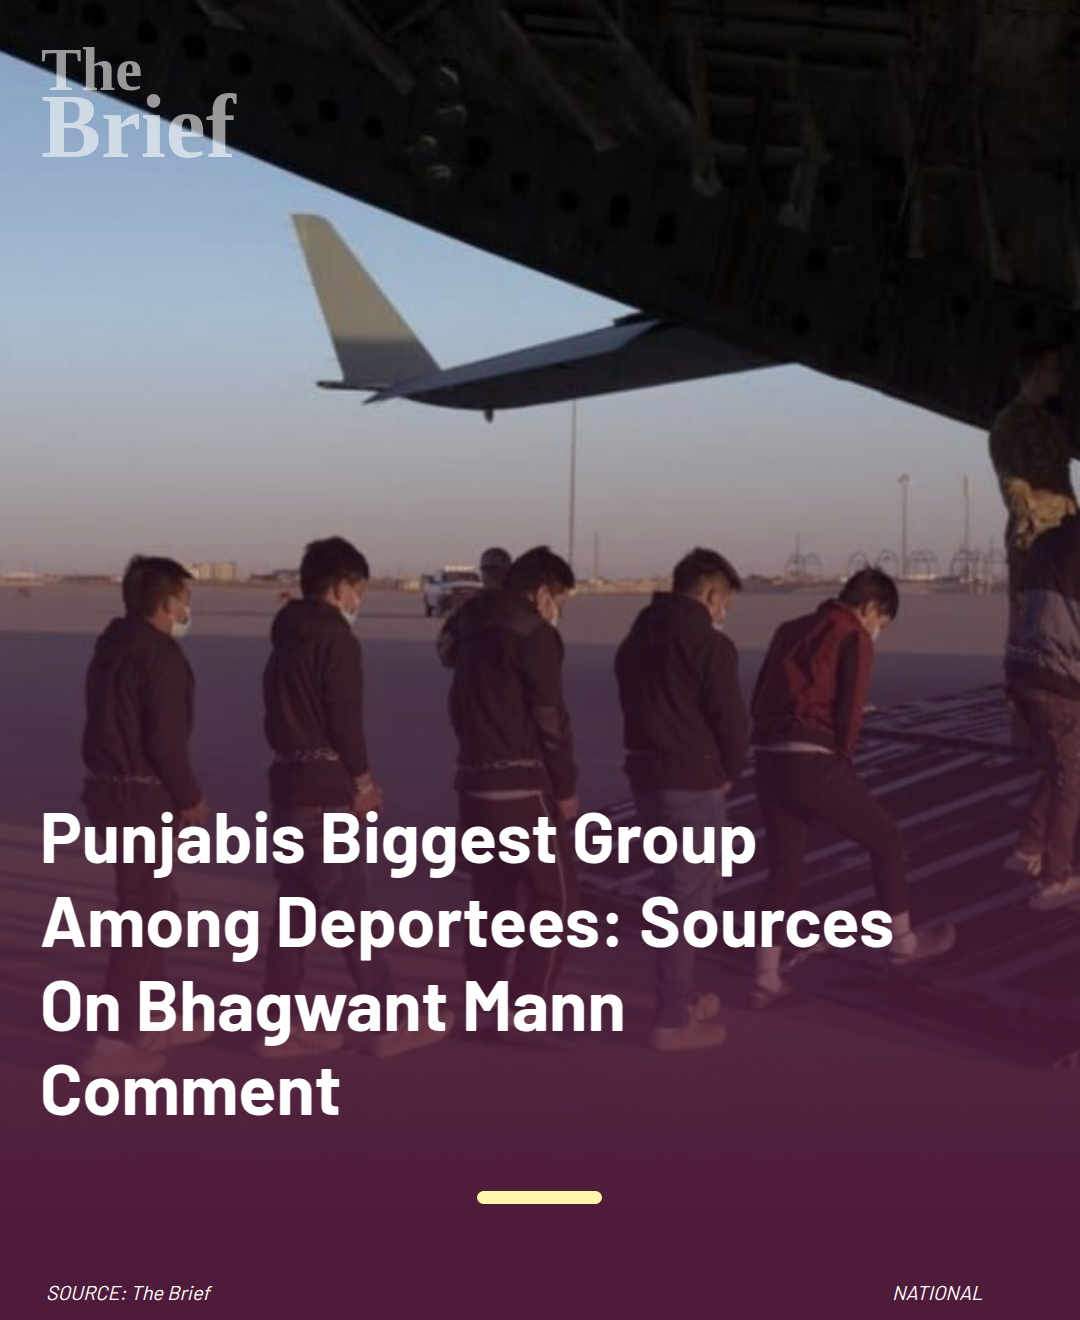 The
Brief
Punjabis Biggest Group
Among Deportees: Sources
On Bhagwant Mann
Comment
SOURCE: The Brief
NATIONAL